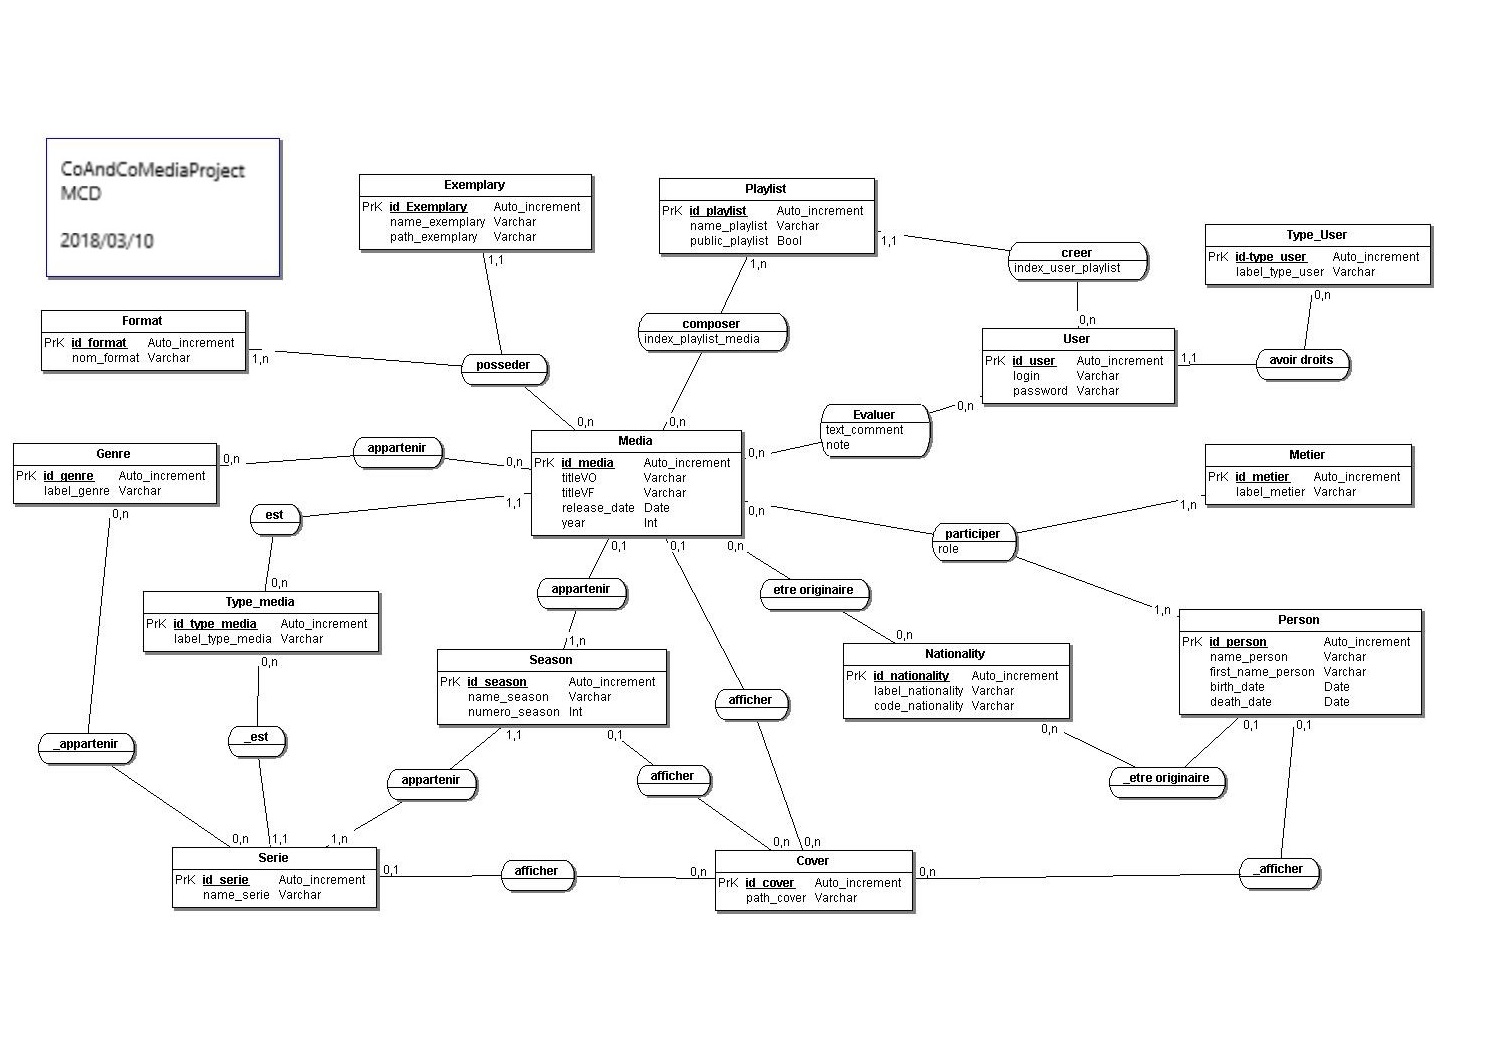 CoAndCoMediaProject
MCD
2018/03/10
Exemplary
PrK id_Exemplary Auto_increment
name_exemplary Varchar
path_exemplary Varchar
1,1
Playlist
PrK id_playlist Auto_increment
name_playlist Varchar
public_playlist Bool
1,1
1,n
creer
index_user_playlist
0,n
Type_User
PrK id-type_user Auto_increment
label_type_user Varchar
0,n
Format
PrK id_format Auto_increment
nom_format Varchar
1,n
posseder
0,n
composer
index_playlist_media
0,n
User
PrK id_user Auto_increment
login Varchar
password Varchar
1,1
avoir droits
0,n
Evaluer
text_comment
note
0,n
Genre
PrK id_genre Auto_increment
label_genre Varchar
0,n
appartenir
0,n
0,n
Media
PrK id_media Auto_increment
titleVO Varchar
titleVF Varchar
release_date Date
year Int
1,1
est
0,n
0,n
Metier
PrK id_metier Auto_increment
label_metier Varchar
1,n
participer
role
1,n
0,1
0,1
0,n
Type_media
PrK id_type_media Auto_increment
label_type_media Varchar
0,n
appartenir
1,n
etre originaire
0,n
Person
PrK id_person Auto_increment
name_person Varchar
first_name_person Varchar
birth_date Date
death_date Date
0,1
0,1
Season
PrK id_season Auto_increment
name_season Varchar
numero_season Int
1,1
0,1
Nationality
PrK id_nationality Auto_increment
label_nationality Varchar
code_nationality Varchar
0,n
afficher
_appartenir
_est
appartenir
afficher
_etre originaire
0,n
1,1
1,n
0,n
0,n
Serie
PrK id_serie Auto_increment
name_serie Varchar
0,1
afficher
0,n
Cover
PrK id_cover Auto_increment
path_cover Varchar
0,n
_afficher